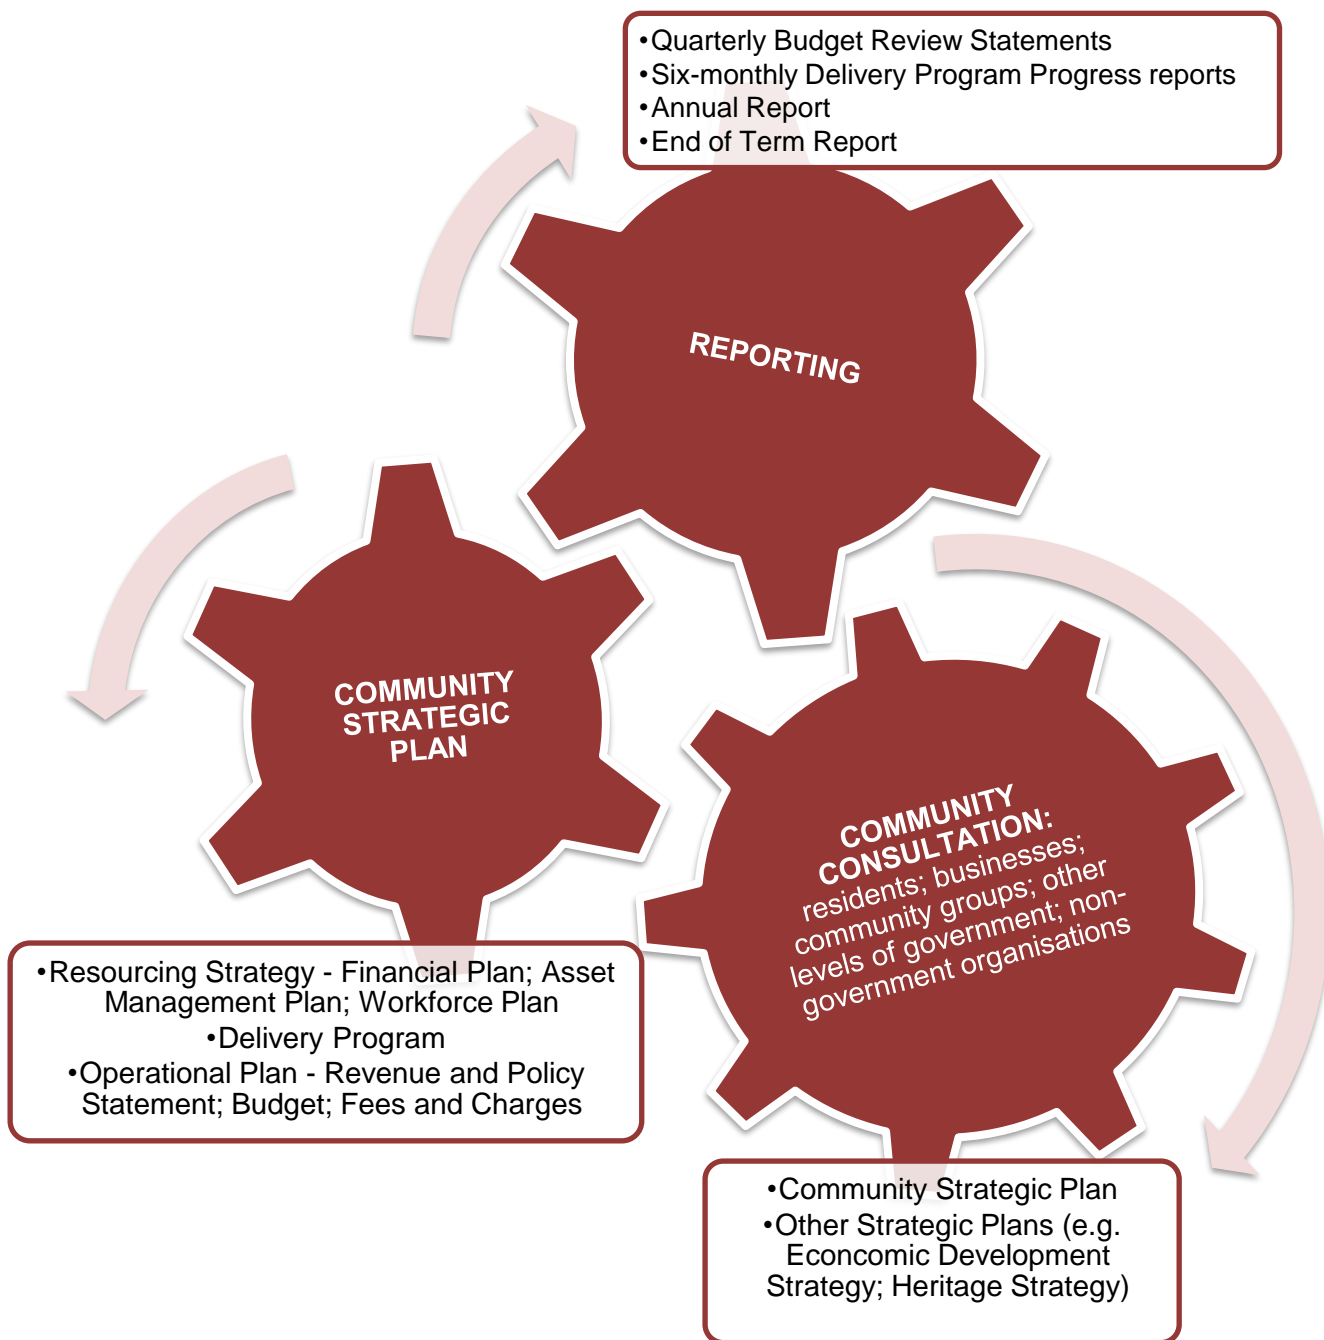 •Quarterly Budget Review Statements
•Six-monthly Delivery Program Progress reports
•Annual Report
•End of Term Report
REPORTING
COMMUNITY
STRATEGIC
PLAN
COMMUNITY
CONSULTATION:
residents; businesses;
community groups; other
levels of government; non-
government organisations
•Resourcing Strategy - Financial Plan; Asset
Management Plan; Workforce Plan
•Delivery Program
•Operational Plan - Revenue and Policy
Statement; Budget; Fees and Charges
•Community Strategic Plan
•Other Strategic Plans (e.g.
Econcomic Development
Strategy; Heritage Strategy)